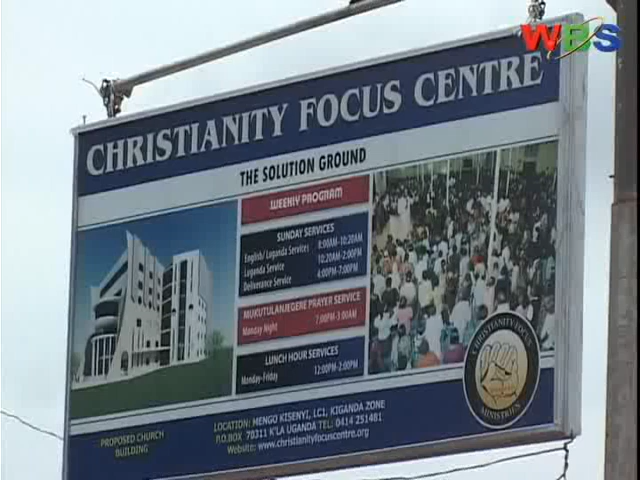 WBS
CHRISTIANITY FOCUS CENTRE
THE SOLUTION GROUND
WEEKLY PROGRAM
SUNDAY SERVICES
English/ Luganda Services 8:00AM-10:20AM
Luganda Service 10:20AM-2:00PM
Deliverance Service 4:00PM-7:00PM
MUKUTULANJEGERE PRAYER SERVICE
Monday Night 7:00PM-3:00AM
LUNCH HOUR SERVICES
Monday-Friday 12:00PM-2:00PM
CHRISTIANITY FOCUS
MINISTRIES
PROPOSED CHURCH
BUILDING
LOCATION: MENGO KISENYI, LC1, KIGANDA ZONE
P.O.BOX 70311 K'LA UGANDA TEL: 0414 251481
Website: www.christianityfocuscentre.org